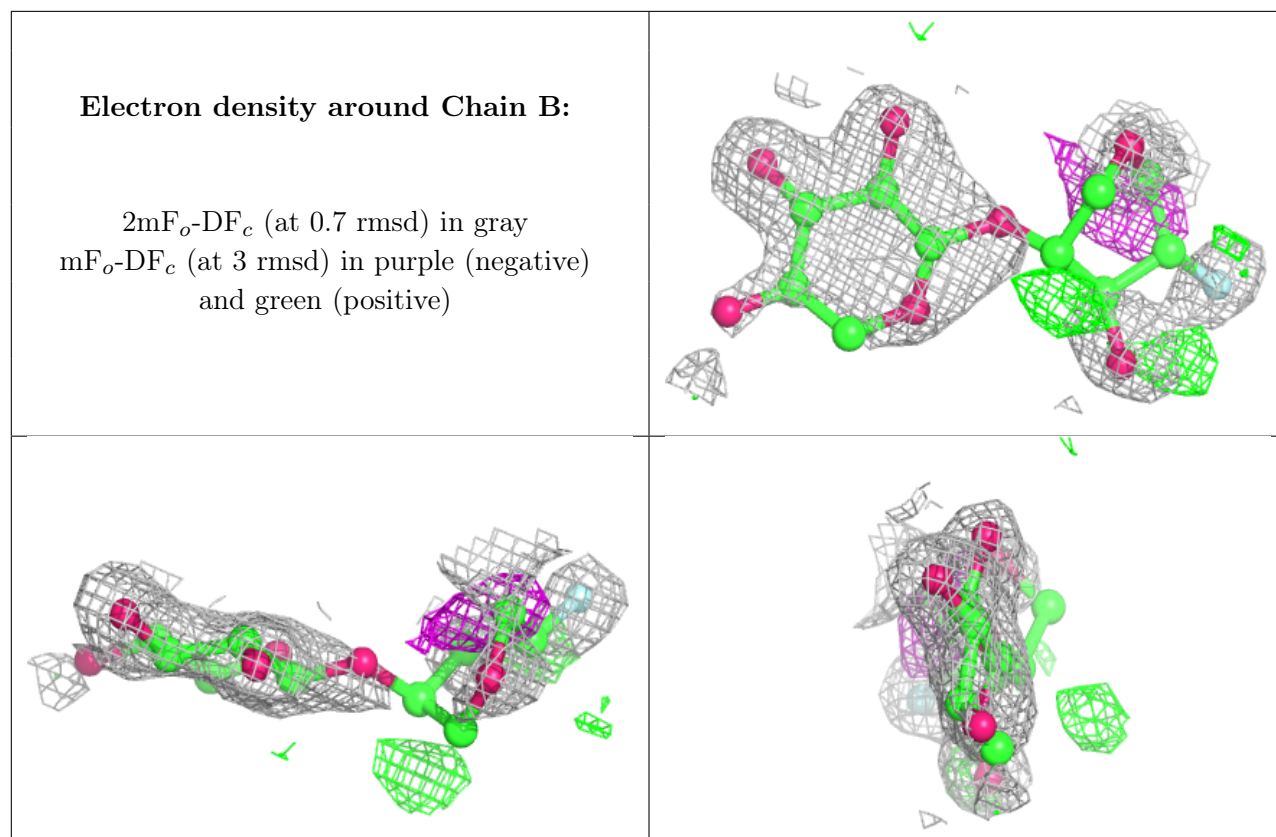 Electron density around Chain B:
2mFₒ-DF𝒸 (at 0.7 rmsd) in gray
mFₒ-DF𝒸 (at 3 rmsd) in purple (negative)
and green (positive)